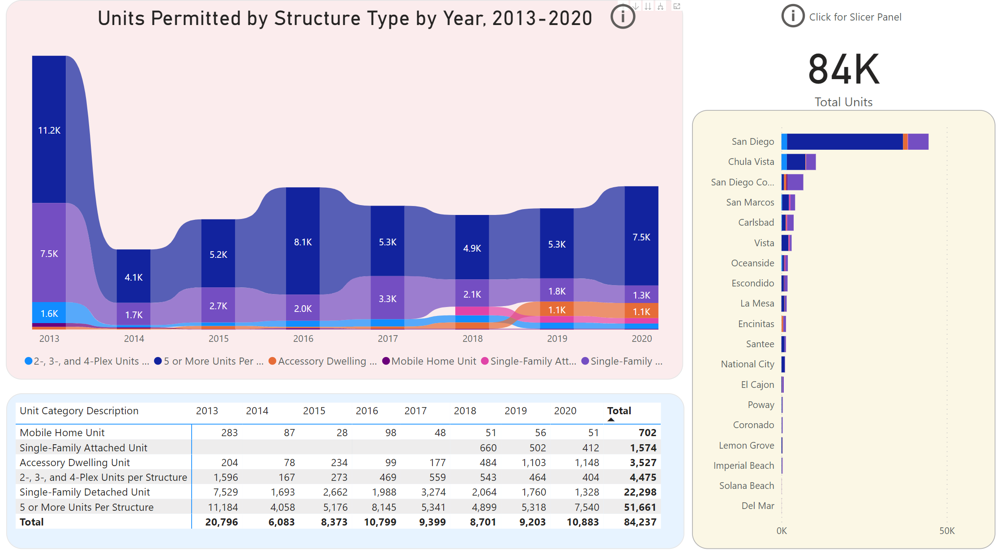 Units Permitted by Structure Type by Year, 2013-2020
i
11.2K
7.5K
1.6K
4.1K
1.7K
5.2K
2.7K
8.1K
2.0K
5.3K
3.3K
4.9K
2.1K
5.3K
1.8K
1.1K
7.5K
1.3K
1.1K
2013 2014 2015 2016 2017 2018 2019 2020
2-, 3-, and 4-Plex Units ... 5 or More Units Per ... Accessory Dwelling ... Mobile Home Unit Single-Family Att... Single-Family ...
Unit Category Description 2013 2014 2015 2016 2017 2018 2019 2020 Total
Mobile Home Unit 283 87 28 98 48 51 56 51 702
Single-Family Attached Unit 660 502 412 1,574
Accessory Dwelling Unit 204 78 234 99 177 484 1,103 1,148 3,527
2-, 3-, and 4-Plex Units per Structure 1,596 167 273 469 559 543 464 404 4,475
Single-Family Detached Unit 7,529 1,693 2,662 1,988 3,274 2,064 1,760 1,328 22,298
5 or More Units Per Structure 11,184 4,058 5,176 8,145 5,341 4,899 5,318 7,540 51,661
Total 20,796 6,083 8,373 10,799 9,399 8,701 9,203 10,883 84,237
i Click for Slicer Panel
84K
Total Units
San Diego
Chula Vista
San Diego Co...
San Marcos
Carlsbad
Vista
Oceanside
Escondido
La Mesa
Encinitas
Santee
National City
El Cajon
Poway
Coronado
Lemon Grove
Imperial Beach
Solana Beach
Del Mar
0K 50K